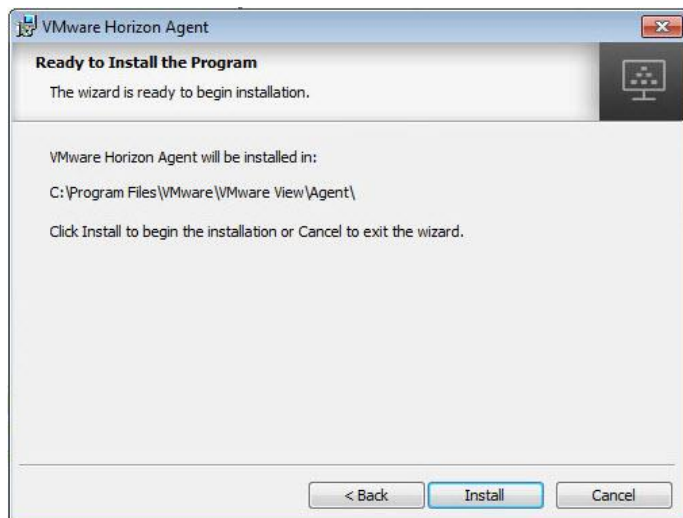 VMware Horizon Agent
Ready to Install the Program
The wizard is ready to begin installation.
VMware Horizon Agent will be installed in:
C:\Program Files\VMware\VMware View\Agent\
Click Install to begin the installation or Cancel to exit the wizard.
< Back Install Cancel